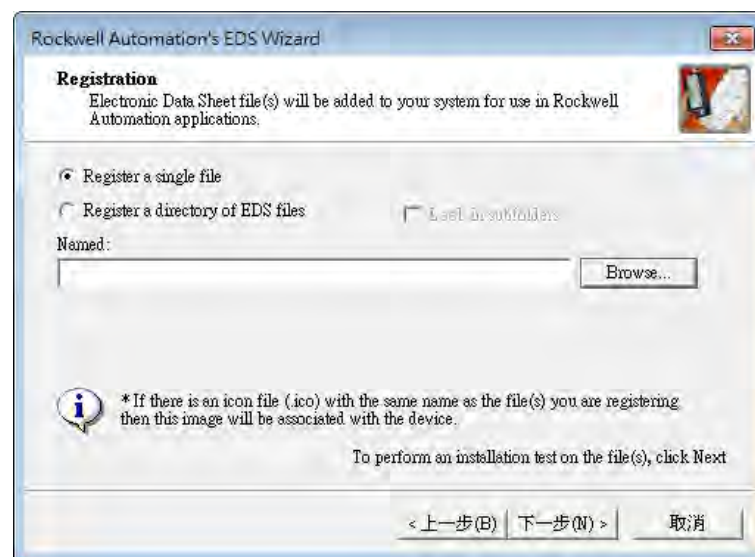 Rockwell Automation's EDS Wizard
Registration
Electronic Data Sheet file(s) will be added to your system for use in Rockwell
Automation applications.
Register a single file
Register a directory of EDS files
Look in subfolders
Named:
Browse...
*If there is an icon file (.ico) with the same name as the file(s) you are registering
then this image will be associated with the device.
To perform an installation test on the file(s), click Next
<上一步(B)
下一步(N)>
取消